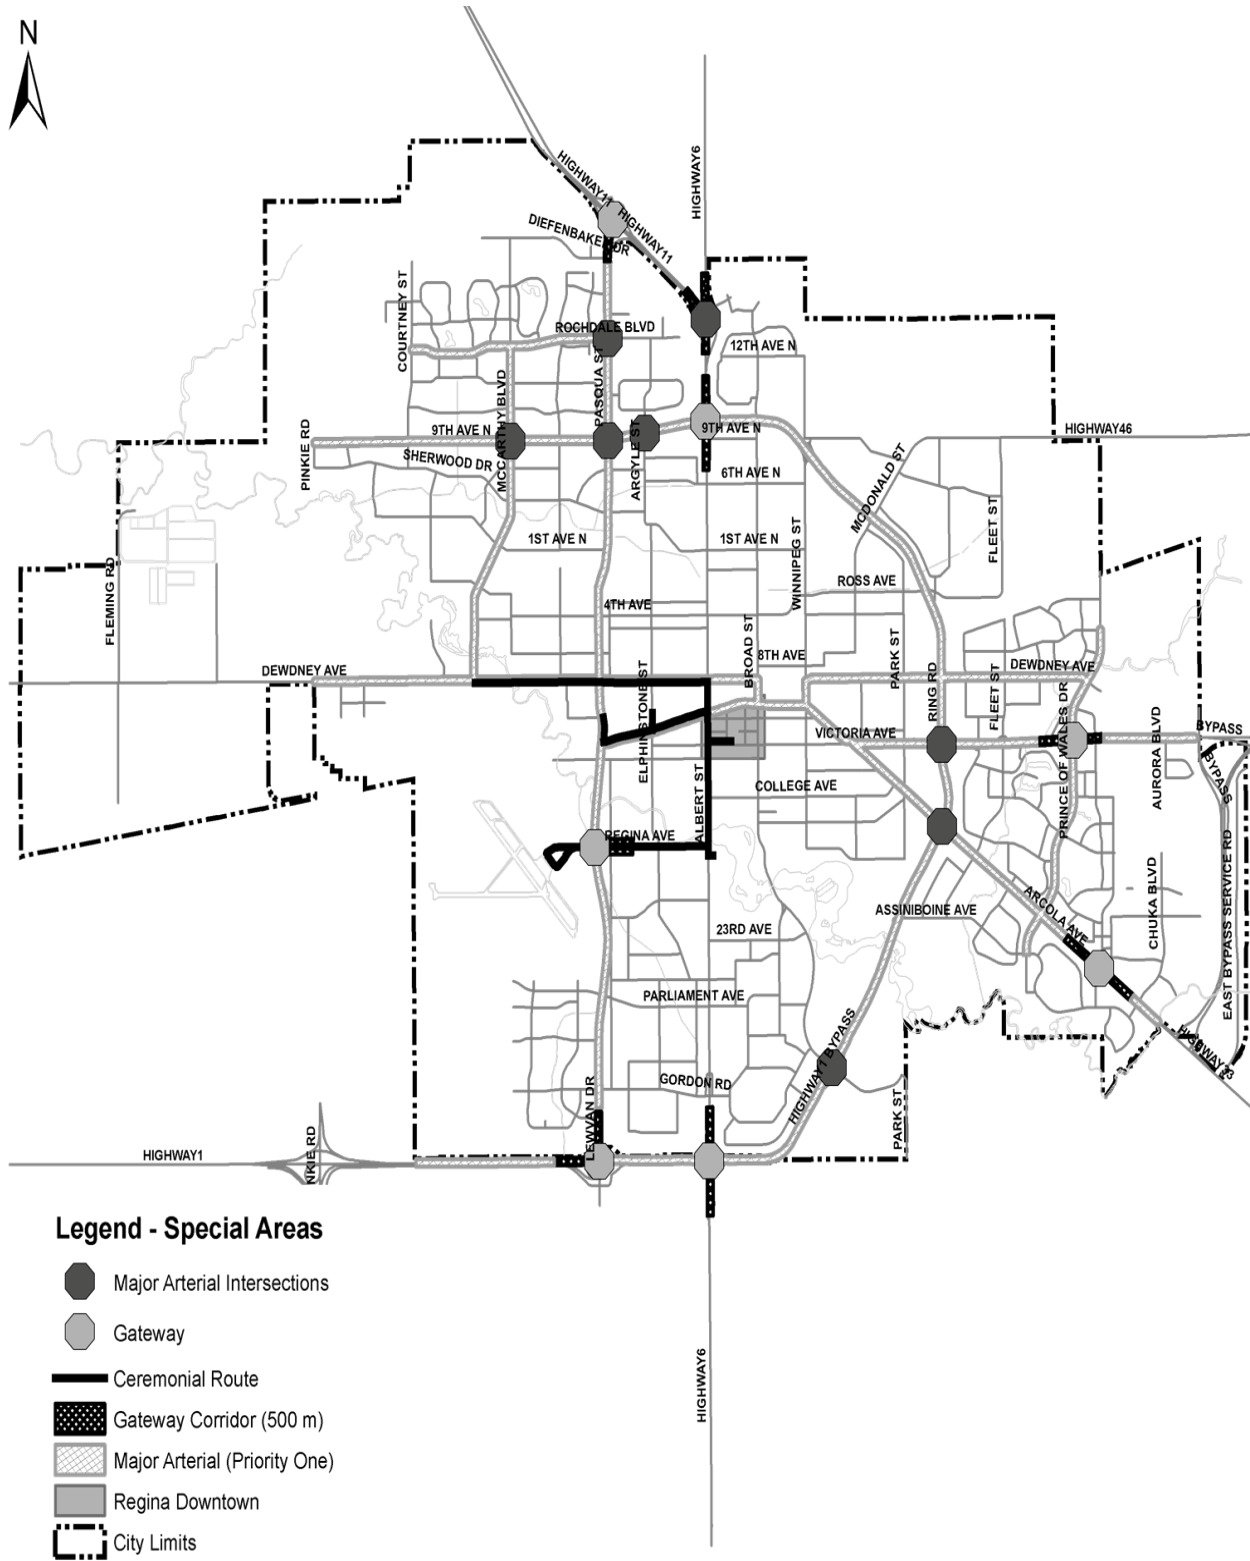 N
HIGHWAY11
HIGHWAY6
DIEFENBAKER DR
HIGHWAY11
COURTNEY ST
ROCHDALE BLVD
12TH AVE N
PASQUA ST
MCCARTHY BLVD
PINKIE RD
9TH AVE N
ARGYLE ST
9TH AVE N
HIGHWAY46
SHERWOOD DR
6TH AVE N
MCDONALD ST
FLEET ST
1ST AVE N
1ST AVE N
WINNIPEG ST
FLEMING RD
ROSS AVE
4TH AVE
BROAD ST
8TH AVE
PARK ST
DEWDNEY AVE
DEWDNEY AVE
ELPHINSTONE ST
RING RD
FLEET ST
PRINCE OF WALES DR
AURORA BLVD
VICTORIA AVE
BYPASS
BYPASS
ALBERT ST
COLLEGE AVE
REGINA AVE
EAST BYPASS SERVICE RD
CHUKA BLVD
ARCOLA AVE
ASSINIBOINE AVE
23RD AVE
PARLIAMENT AVE
HIGHWAY1 BYPASS
HIGHWAY33
GORDON RD
LEWVAN DR
PARK ST
HIGHWAY1
NKIE RD
Legend - Special Areas
Major Arterial Intersections
Gateway
Ceremonial Route
Gateway Corridor (500 m)
Major Arterial (Priority One)
Regina Downtown
City Limits
HIGHWAY6